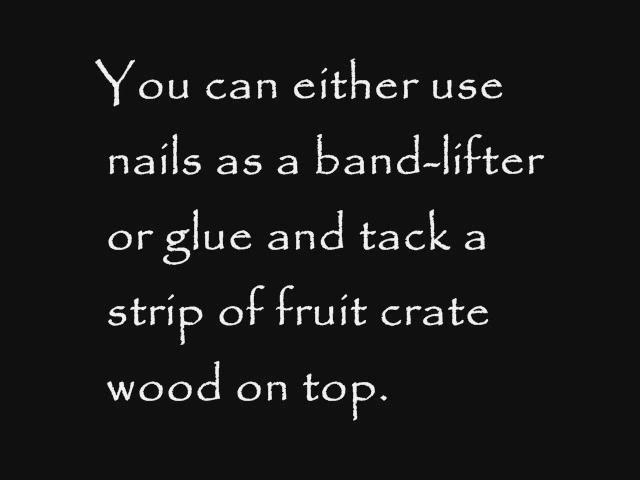 You can either use
nails as a band-lifter
or glue and tack a
strip of fruit crate
wood on top.